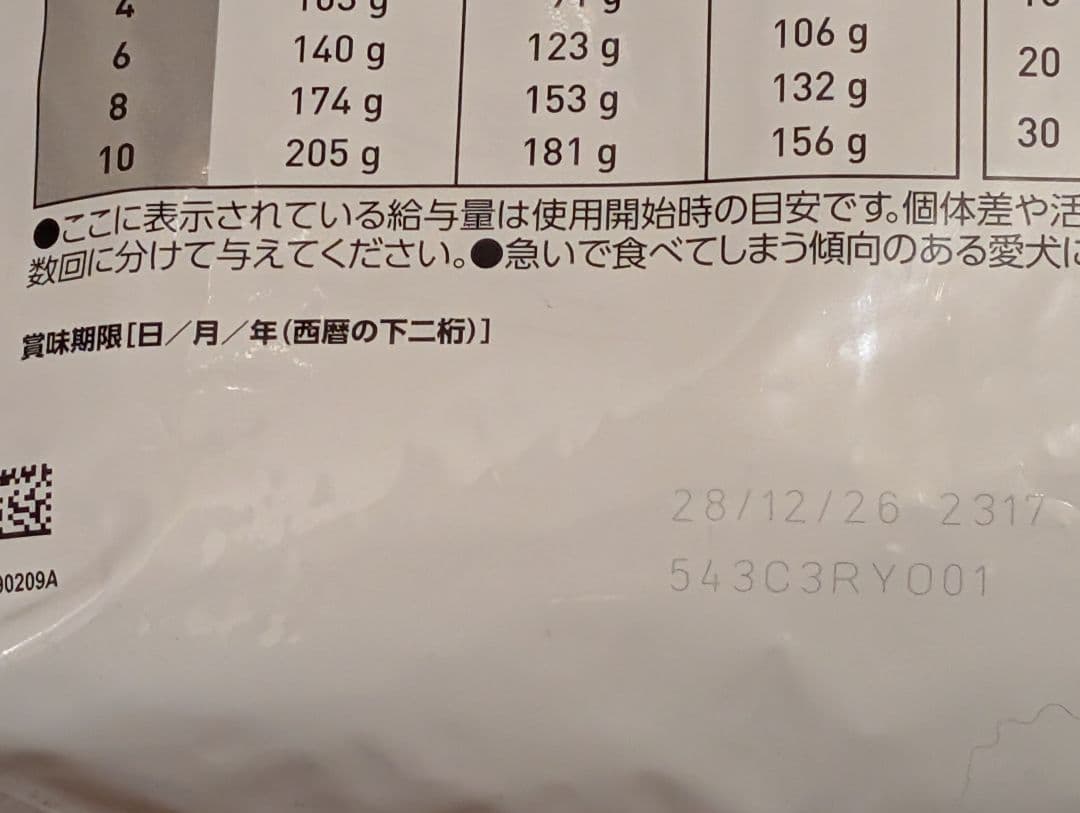 4
6 140 g 123 g 106 g 20
8 174 g 153 g 132 g
10 205 g 181 g 156 g 30
●ここに表示されている給与量は使用開始時の目安です。個体差や活
数回に分けて与えてください。●急いで食べてしまう傾向のある愛犬に
賞味期限[日/月/年(西暦の下二桁)]
28/12/26 2317
543C3RY001
0209A